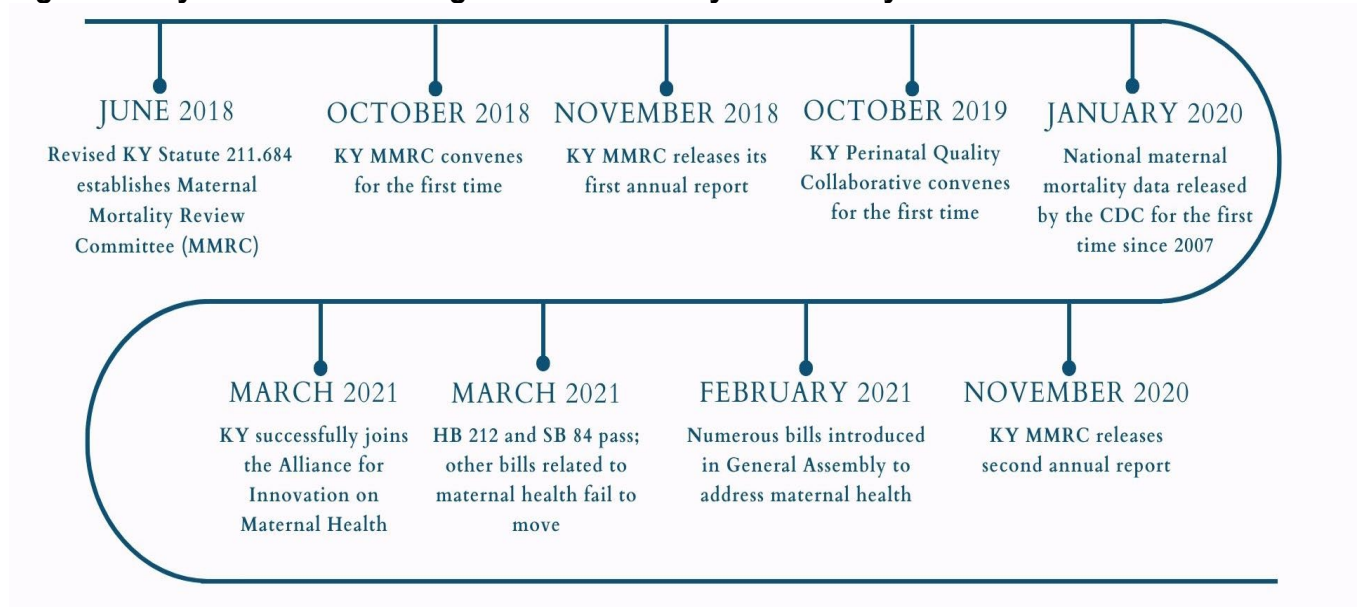 JUNE 2018
Revised KY Statute 211.684
establishes Maternal
Mortality Review
Committee (MMRC)
OCTOBER 2018
KY MMRC convenes
for the first time
NOVEMBER 2018
KY MMRC releases its
first annual report
OCTOBER 2019
KY Perinatal Quality
Collaborative convenes
for the first time
JANUARY 2020
National maternal
mortality data released
by the CDC for the first
time since 2007
NOVEMBER 2020
KY MMRC releases
second annual report
FEBRUARY 2021
Numerous bills introduced
in General Assembly to
address maternal health
MARCH 2021
HB 212 and SB 84 pass;
other bills related to
maternal health fail to
move
MARCH 2021
KY successfully joins
the Alliance for
Innovation on
Maternal Health